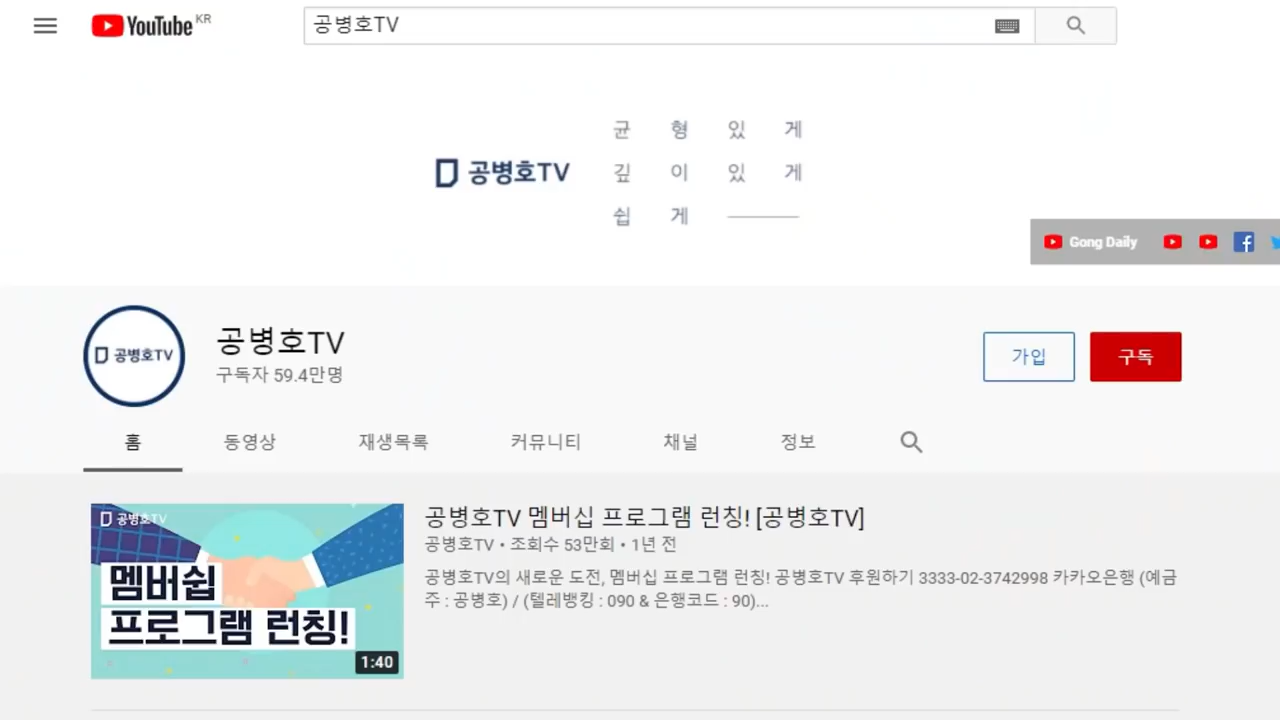 YouTube KR
공병호TV
균 형 있 게
공병호TV
깊 이 있 게
쉽 게
Gong Daily
공병호TV
공병호TV
구독자 59.4만명
가입
구독
홈
동영상
재생목록
커뮤니티
채널
정보
공병호TV
멤버쉽
프로그램 런칭!
1:40
공병호TV 멤버십 프로그램 런칭! [공병호TV]
공병호TV • 조회수 53만회 • 1년 전
공병호TV의 새로운 도전, 멤버십 프로그램 런칭! 공병호TV 후원하기 3333-02-3742998 카카오은행 (예금
주 : 공병호) / (텔레뱅킹 : 090 & 은행코드 : 90)...